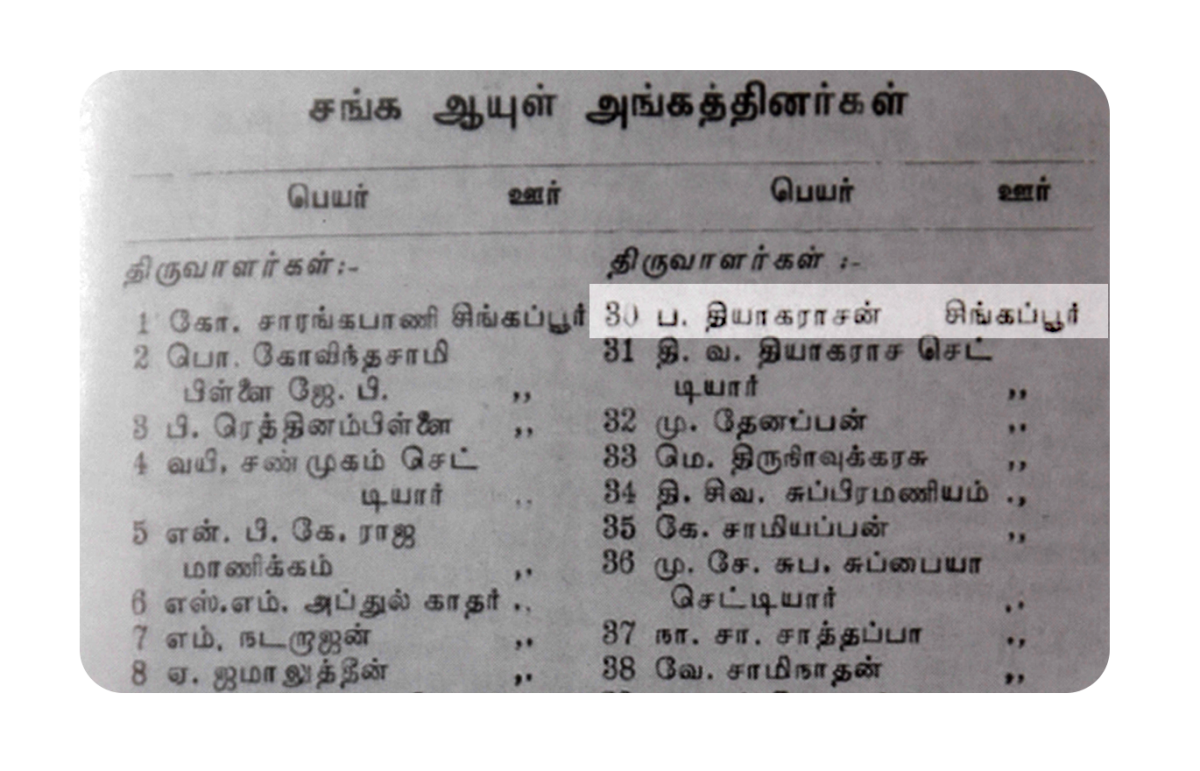 சங்க ஆயுள் அங்கத்தினர்கள்
பெயர் ஊர்
பெயர் ஊர்
திருவாளர்கள்:-
1 கோ. சாரங்கபாணி சிங்கப்பூர்
2 பொ. கோவிந்தசாமி
பிள்ளை ஜே. பி. ,,
3 பி. ரெத்தினம்பிள்ளை ,,
4 வயி, சண்முகம் செட்
டியார் ,,
5 என். பி. கே. ராஜ
மாணிக்கம் ,,
6 எஸ்.எம். அப்துல் காதர் ,,
7 எம், நடராஜன் ,,
8 ஏ. ஜமாலுத்தீன் ,,
திருவாளர்கள் :-
30 ப. தியாகராசன் சிங்கப்பூர்
31 தி. வ. தியாகராச செட்
டியார் ,,
32 மு. தேனப்பன் ,,
33 மெ. திருநாவுக்கரசு ,,
34 தி. சிவ. சுப்பிரமணியம் ,,
35 கே. சாமியப்பன் ,,
36 மு. சே. சுப. சுப்பையா
செட்டியார் ,,
37 நா. சா. சாத்தப்பா ,,
38 வே. சாமிநாதன் ,,